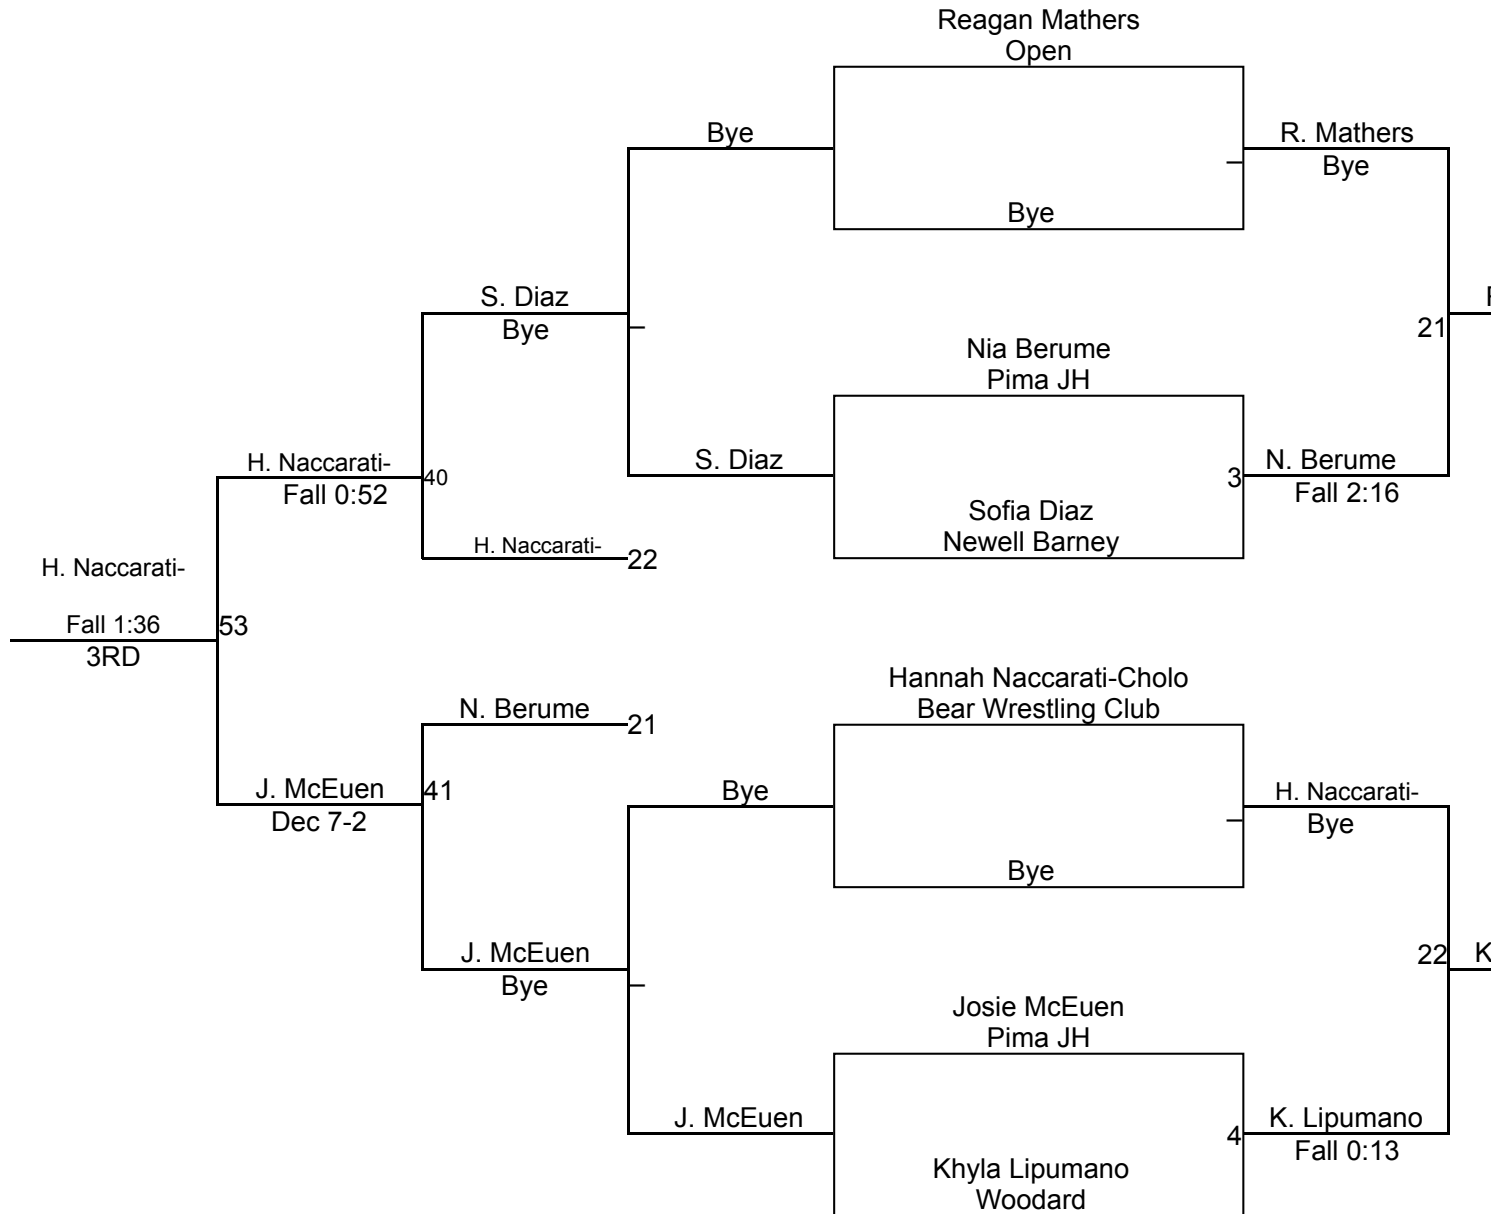 Reagan Mathers
Open
Bye
R. Mathers
Bye
Bye
S. Diaz
Bye
21
Nia Berume
Pima JH
H. Naccarati-
Fall 0:52
40
S. Diaz
3
N. Berume
Fall 2:16
Sofia Diaz
Newell Barney
H. Naccarati-
22
H. Naccarati-
Fall 1:36
3RD
53
Hannah Naccarati-Cholo
Bear Wrestling Club
N. Berume
21
J. McEuen
Dec 7-2
41
Bye
H. Naccarati-
Bye
Bye
J. McEuen
Bye
22
K
Josie McEuen
Pima JH
J. McEuen
4
K. Lipumano
Fall 0:13
Khyla Lipumano
Woodard